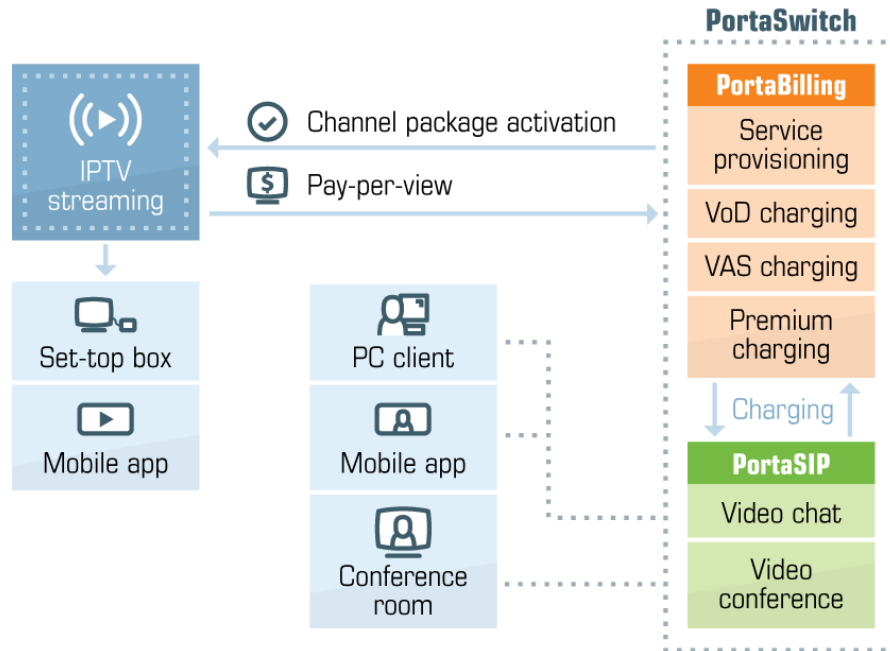 PortaSwitch
IPTV
streaming
Channel package activation
$
Pay-per-view
Set-top box
Mobile app
PC client
Mobile app
Conference
room
PortaBilling
Service
provisioning
VoD charging
VAS charging
Premium
charging
Charging
PortaSIP
Video chat
Video
conference